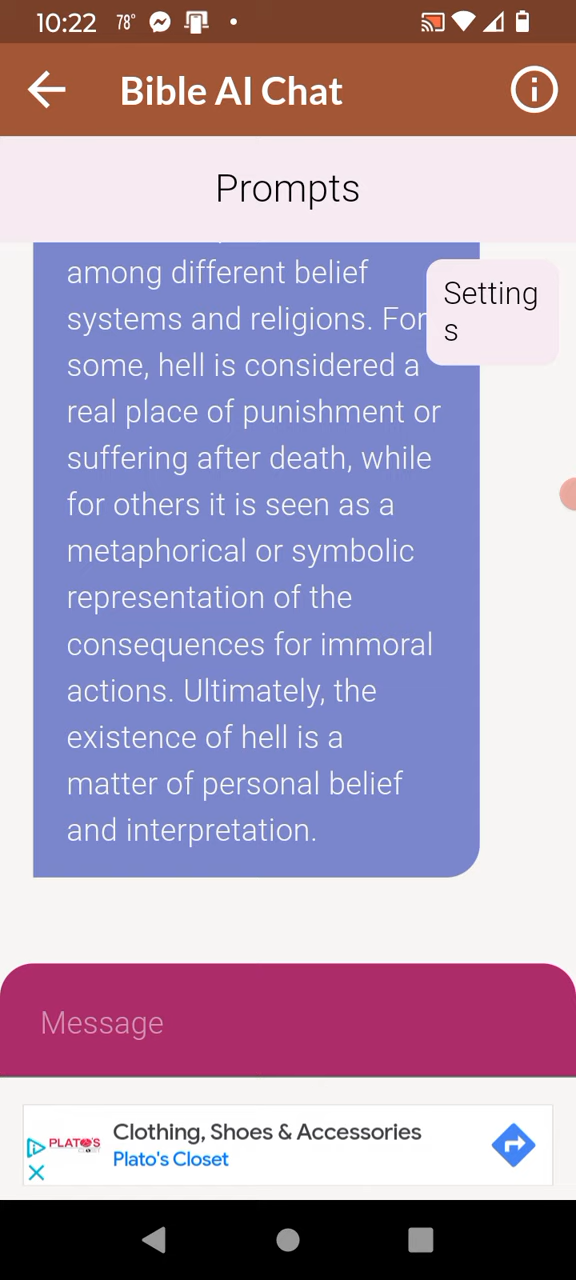 10:22 78°
Bible AI Chat
Prompts
among different belief
systems and religions. For
some, hell is considered a
real place of punishment or
suffering after death, while
for others it is seen as a
metaphorical or symbolic
representation of the
consequences for immoral
actions. Ultimately, the
existence of hell is a
matter of personal belief
and interpretation.
Setting
s
Message
PLATO'S
Clothing, Shoes & Accessories
Plato's Closet